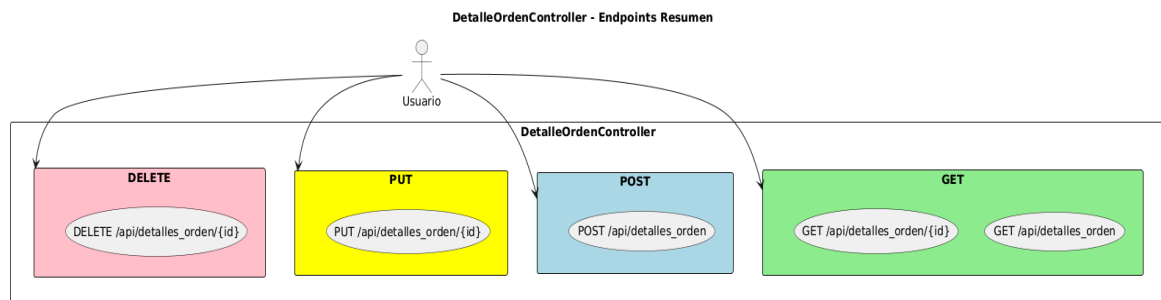 DetalleOrdenController - Endpoints Resumen
Usuario
DetalleOrdenController
DELETE
DELETE /api/detalles_orden/{id}
PUT
PUT /api/detalles_orden/{id}
POST
POST /api/detalles_orden
GET
GET /api/detalles_orden/{id}
GET /api/detalles_orden